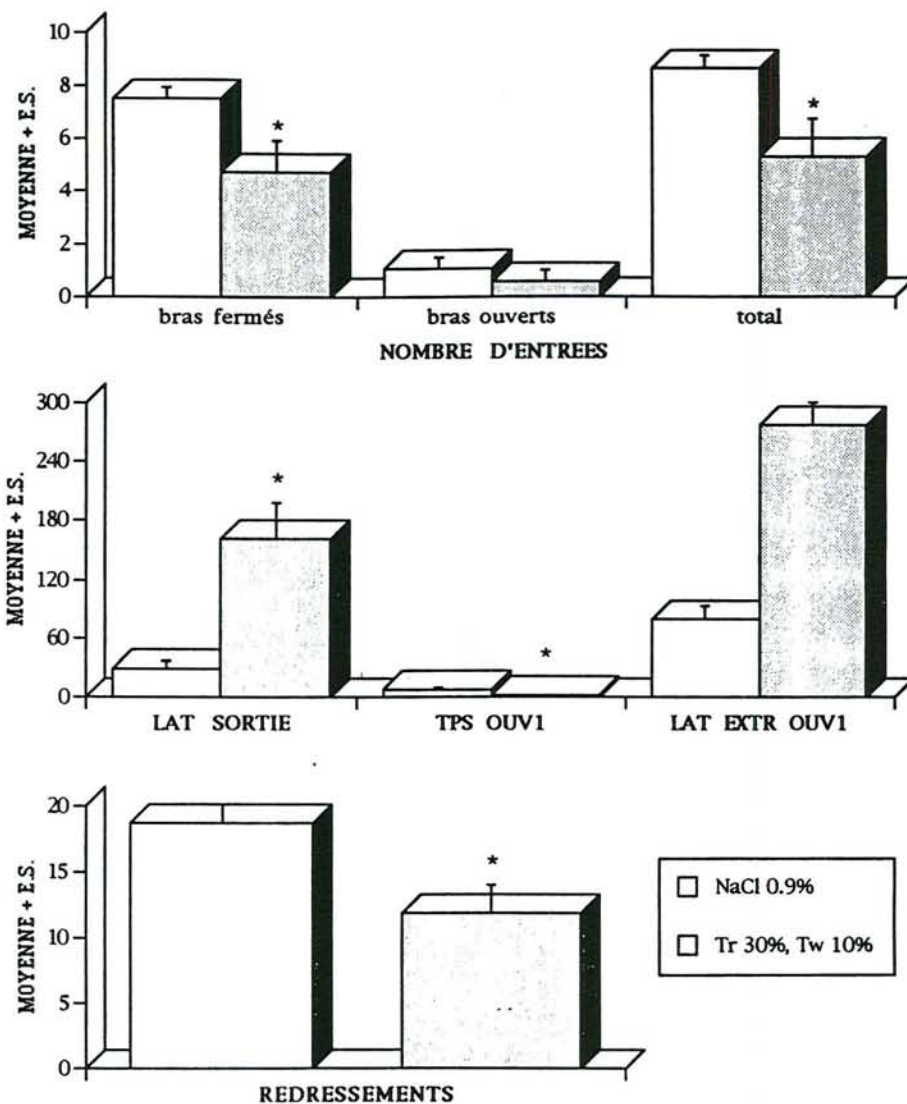 10
8
6
4
2
0
MOYENNE + E.S.
*
*
bras fermés
bras ouverts
total
NOMBRE D'ENTREES
300
240
180
120
60
0
MOYENNE + E.S.
*
*
LAT SORTIE
TPS OUV1
LAT EXTR OUV1
20
15
10
5
0
MOYENNE + E.S.
*
REDRESSEMENTS
NaCl 0.9%
Tr 30%, Tw 10%